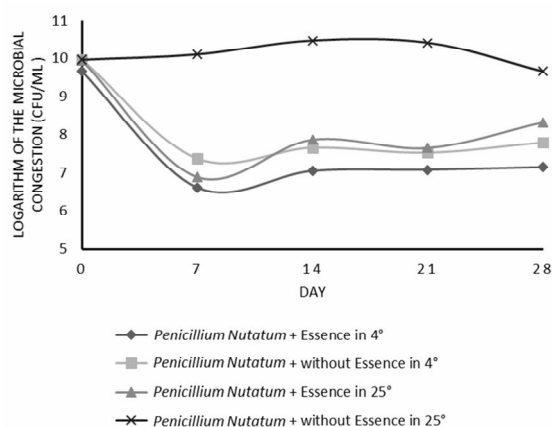 LOGARITHM OF THE MICROBIAL
CONGESTION (CFU/ML)
11
10
9
8
7
6
5
0 7 14 21 28
DAY
Penicillium Nutatum + Essence in 4°
Penicillium Nutatum + without Essence in 4°
Penicillium Nutatum + Essence in 25°
Penicillium Nutatum + without Essence in 25°